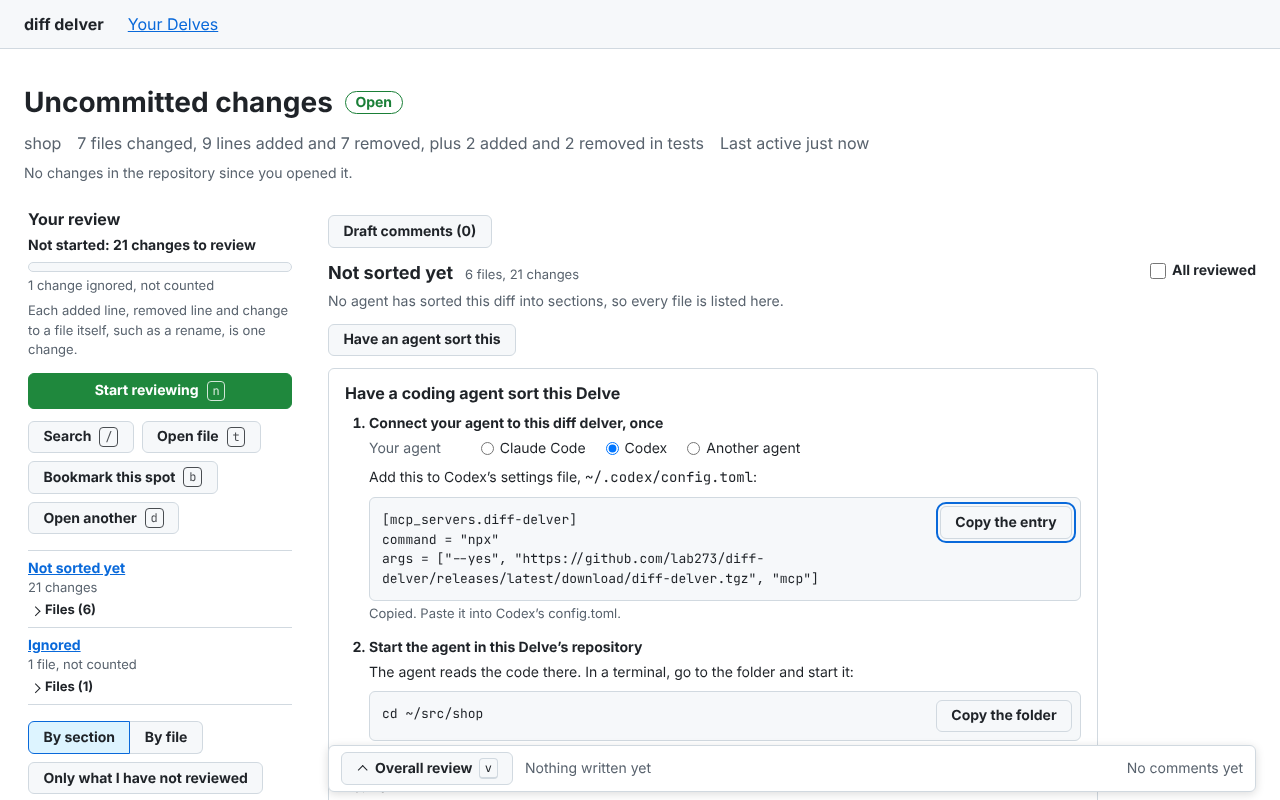 diff delver Your Delves
Uncommitted changes Open
shop 7 files changed, 9 lines added and 7 removed, plus 2 added and 2 removed in tests Last active just now
No changes in the repository since you opened it.
Your review
Not started: 21 changes to review
1 change ignored, not counted
Each added line, removed line and change
to a file itself, such as a rename, is one
change.
Start reviewing n
Search / Open file t
Bookmark this spot b
Open another d
Not sorted yet
21 changes
Files (6)
Ignored
1 file, not counted
Files (1)
By section By file
Only what I have not reviewed
Draft comments (0)
Not sorted yet 6 files, 21 changes
All reviewed
No agent has sorted this diff into sections, so every file is listed here.
Have an agent sort this
Have a coding agent sort this Delve
1. Connect your agent to this diff delver, once
Your agent Claude Code Codex Another agent
Add this to Codex’s settings file, ~/.codex/config.toml:
[mcp_servers.diff-delver]
command = "npx"
args = ["--yes", "https://github.com/lab273/diff-
delver/releases/latest/download/diff-delver.tgz", "mcp"]
Copy the entry
Copied. Paste it into Codex’s config.toml.
2. Start the agent in this Delve’s repository
The agent reads the code there. In a terminal, go to the folder and start it:
cd ~/src/shop
Copy the folder
Overall review v Nothing written yet No comments yet